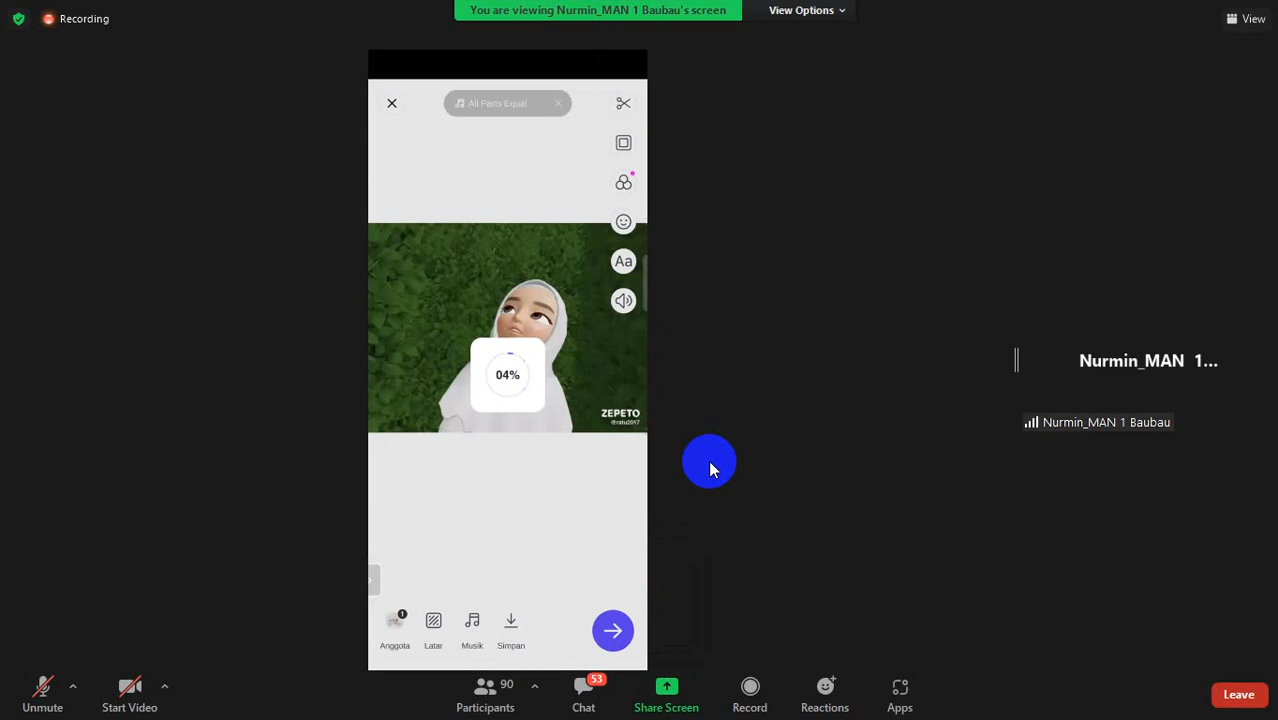 Recording
You are viewing Nurmin_MAN 1 Baubau's screen
View Options
View
All Parts Equal
Aa
04%
ZEPETO
@ratu2017
Nurmin_MAN 1...
Nurmin_MAN 1 Baubau
1
Anggota
Latar
Musik
Simpan
Unmute
Start Video
90
Participants
53
Chat
Share Screen
Record
Reactions
Apps
Leave